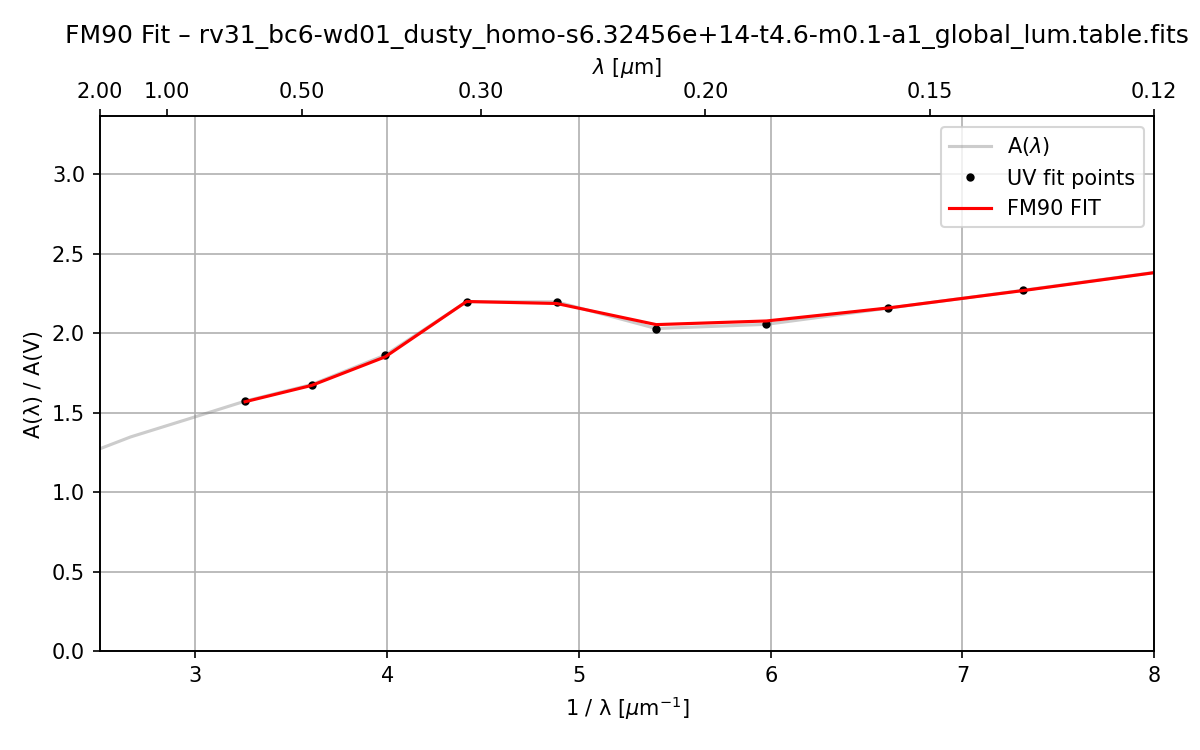 FM90 Fit – rv31_bc6-wd01_dusty_homo-s6.32456e+14-t4.6-m0.1-a1_global_lum.table.fits
λ [μm]
2.00 1.00 0.50 0.30 0.20 0.15 0.12
A(λ)
UV fit points
FM90 FIT
A(λ) / A(V)
3.0
2.5
2.0
1.5
1.0
0.5
0.0
3 4 5 6 7 8
1 / λ [μm⁻¹]